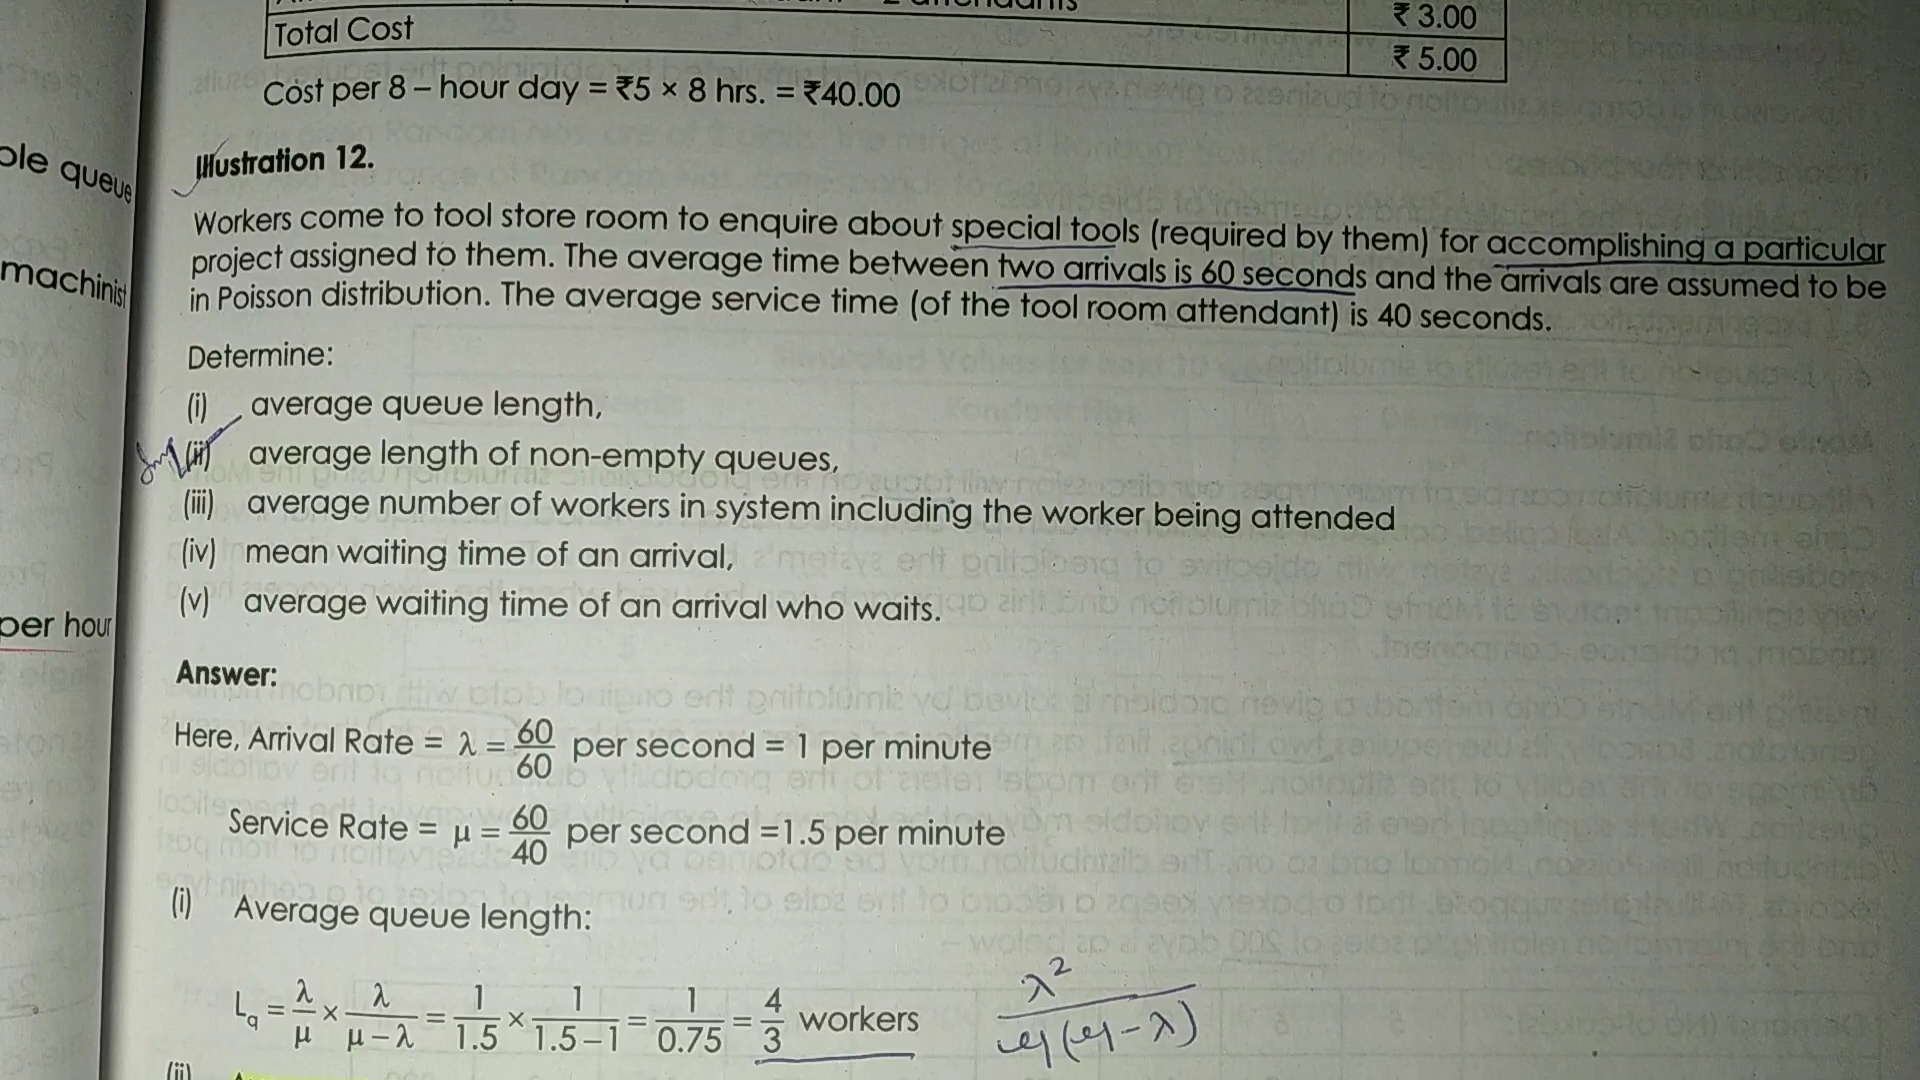 ₹ 3.00
Total Cost ₹ 5.00
Cost per 8 – hour day = ₹5 × 8 hrs. = ₹40.00
Illustration 12.
ple queue
Workers come to tool store room to enquire about special tools (required by them) for accomplishing a particular
project assigned to them. The average time between two arrivals is 60 seconds and the arrivals are assumed to be
machinist
in Poisson distribution. The average service time (of the tool room attendant) is 40 seconds.
Determine:
(i) average queue length,
(ii) average length of non-empty queues,
(iii) average number of workers in system including the worker being attended
(iv) mean waiting time of an arrival,
(v) average waiting time of an arrival who waits.
per hour
Answer:
Here, Arrival Rate = λ = 60/60 per second = 1 per minute
Service Rate = μ = 60/40 per second =1.5 per minute
(i) Average queue length:
Lq = λ/μ × λ/μ – λ = 1/1.5 × 1/1.5 – 1 = 1/0.75 = 4/3 workers λ²/μ(μ-λ)
(ii)